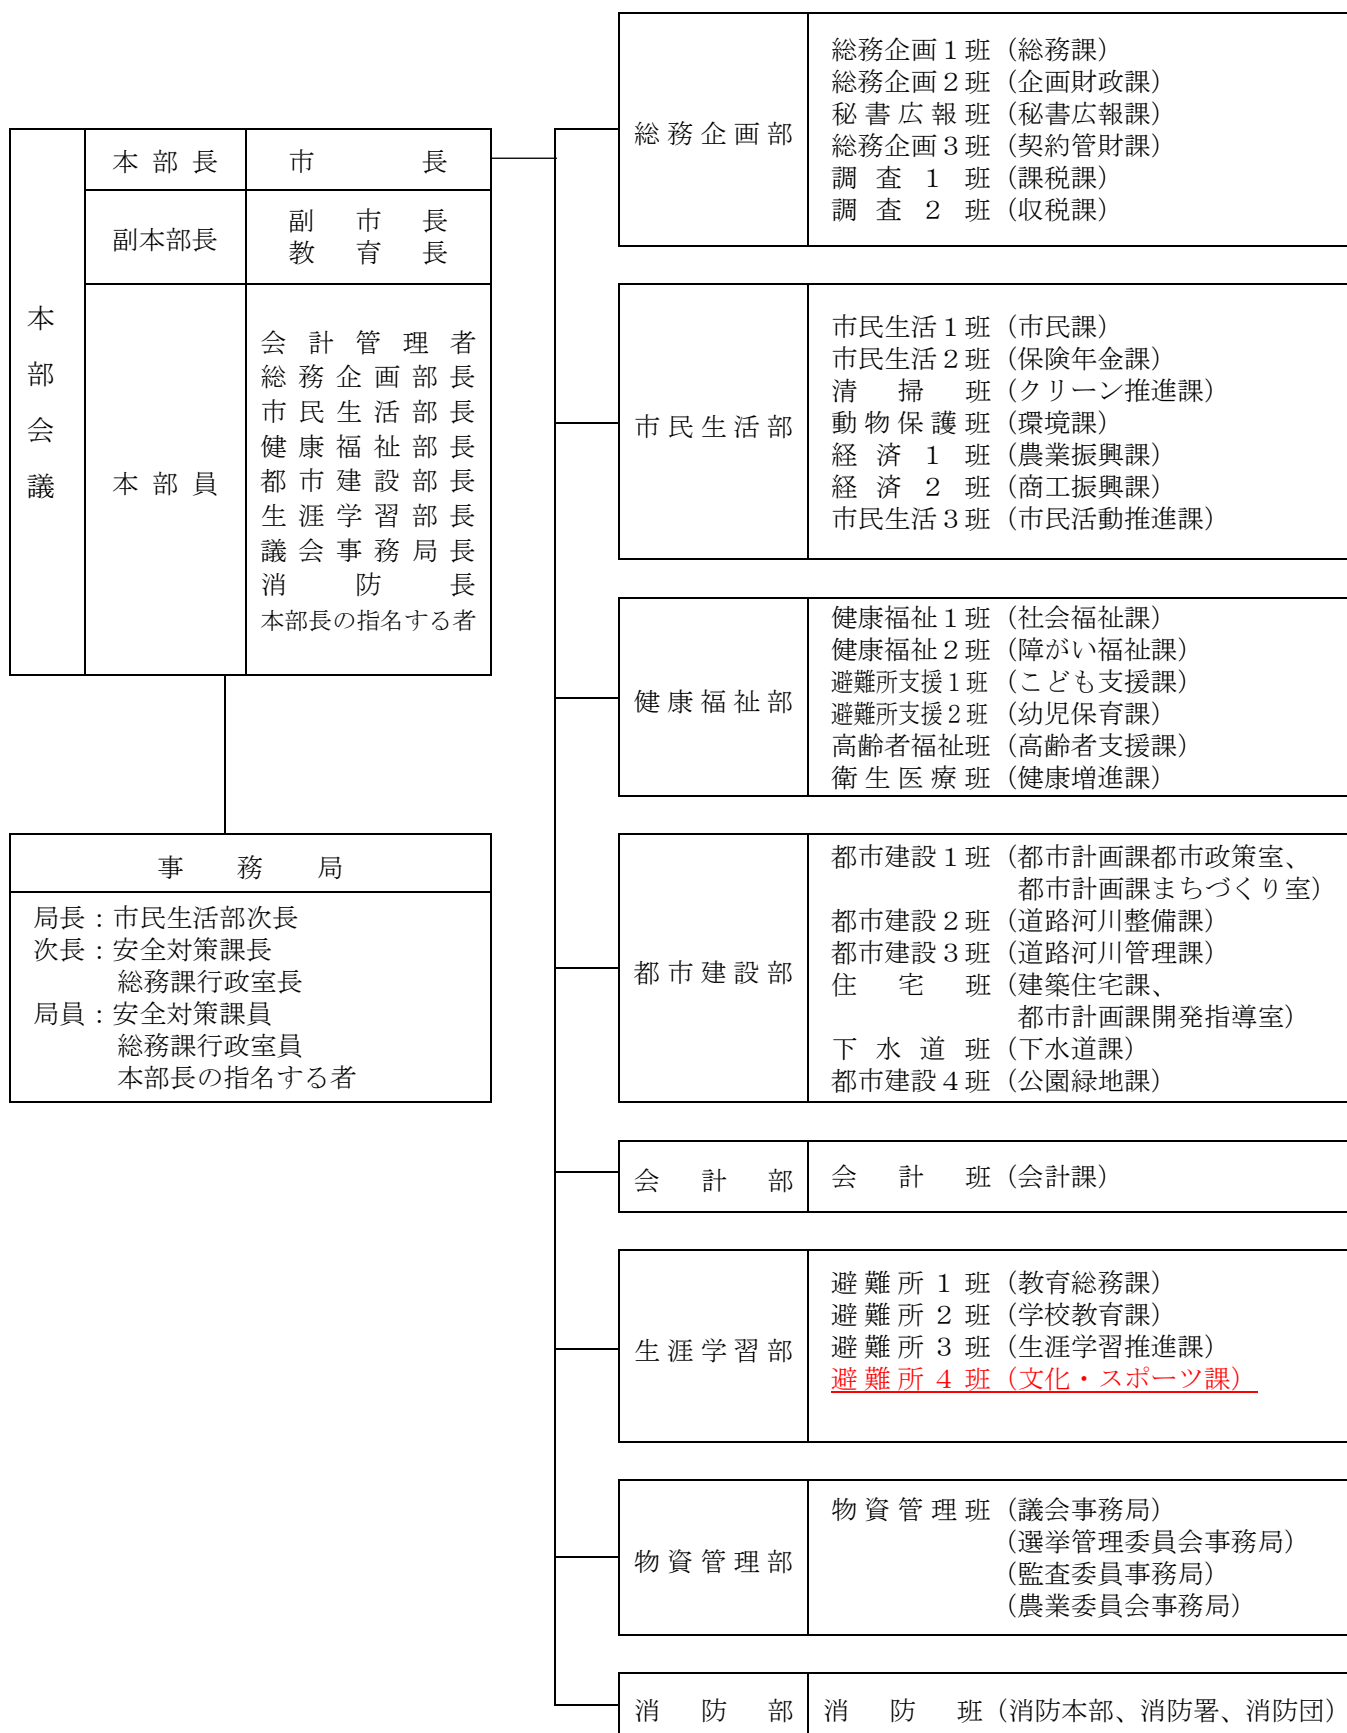 本部会議
本部長 市長
副本部長 副市長
教育長
本部員 会計管理者
総務企画部長
市民生活部長
健康福祉部長
都市建設部長
生涯学習部長
議会事務局長
消防長
本部長の指名する者
事務局
局長：市民生活部次長
次長：安全対策課長
総務課行政室長
局員：安全対策課員
総務課行政室員
本部長の指名する者
総務企画部
総務企画１班（総務課）
総務企画２班（企画財政課）
秘書広報班（秘書広報課）
総務企画３班（契約管財課）
調査１班（課税課）
調査２班（収税課）
市民生活部
市民生活１班（市民課）
市民生活２班（保険年金課）
清掃班（クリーン推進課）
動物保護班（環境課）
経済１班（農業振興課）
経済２班（商工振興課）
市民生活３班（市民活動推進課）
健康福祉部
健康福祉１班（社会福祉課）
健康福祉２班（障がい福祉課）
避難所支援１班（こども支援課）
避難所支援２班（幼児保育課）
高齢者福祉班（高齢者支援課）
衛生医療班（健康増進課）
都市建設部
都市建設１班（都市計画課都市政策室、
都市計画課まちづくり室）
都市建設２班（道路河川整備課）
都市建設３班（道路河川管理課）
住宅班（建築住宅課、
都市計画課開発指導室）
下水道班（下水道課）
都市建設４班（公園緑地課）
会計部
会計班（会計課）
生涯学習部
避難所１班（教育総務課）
避難所２班（学校教育課）
避難所３班（生涯学習推進課）
避難所４班（文化・スポーツ課）
物資管理部
物資管理班（議会事務局）
（選挙管理委員会事務局）
（監査委員事務局）
（農業委員会事務局）
消防部
消防班（消防本部、消防署、消防団）